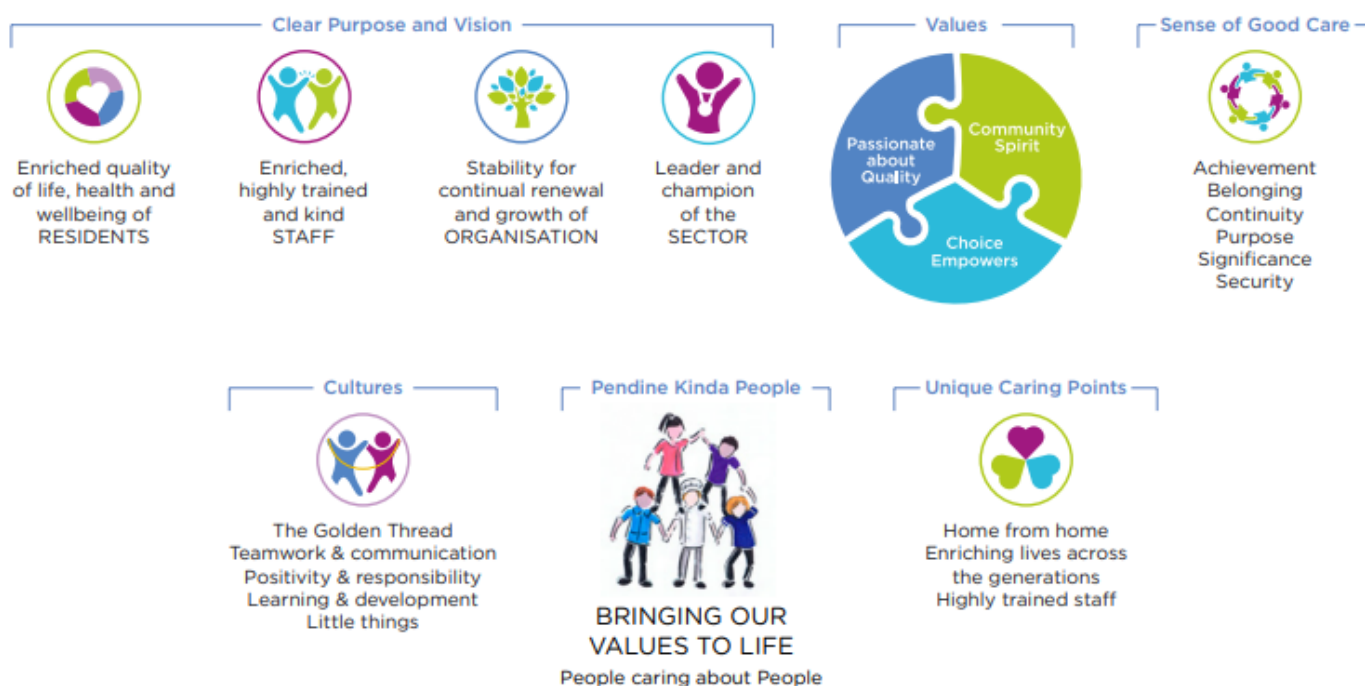 Clear Purpose and Vision
Enriched quality
of life, health and
wellbeing of
RESIDENTS
Enriched,
highly trained
and kind
STAFF
Stability for
continual renewal
and growth of
ORGANISATION
Leader and
champion
of the
SECTOR
Values
Passionate
about
Quality
Community
Spirit
Choice
Empowers
Sense of Good Care
Achievement
Belonging
Continuity
Purpose
Significance
Security
Cultures
The Golden Thread
Teamwork & communication
Positivity & responsibility
Learning & development
Little things
Pendine Kinda People
BRINGING OUR
VALUES TO LIFE
People caring about People
Unique Caring Points
Home from home
Enriching lives across
the generations
Highly trained staff